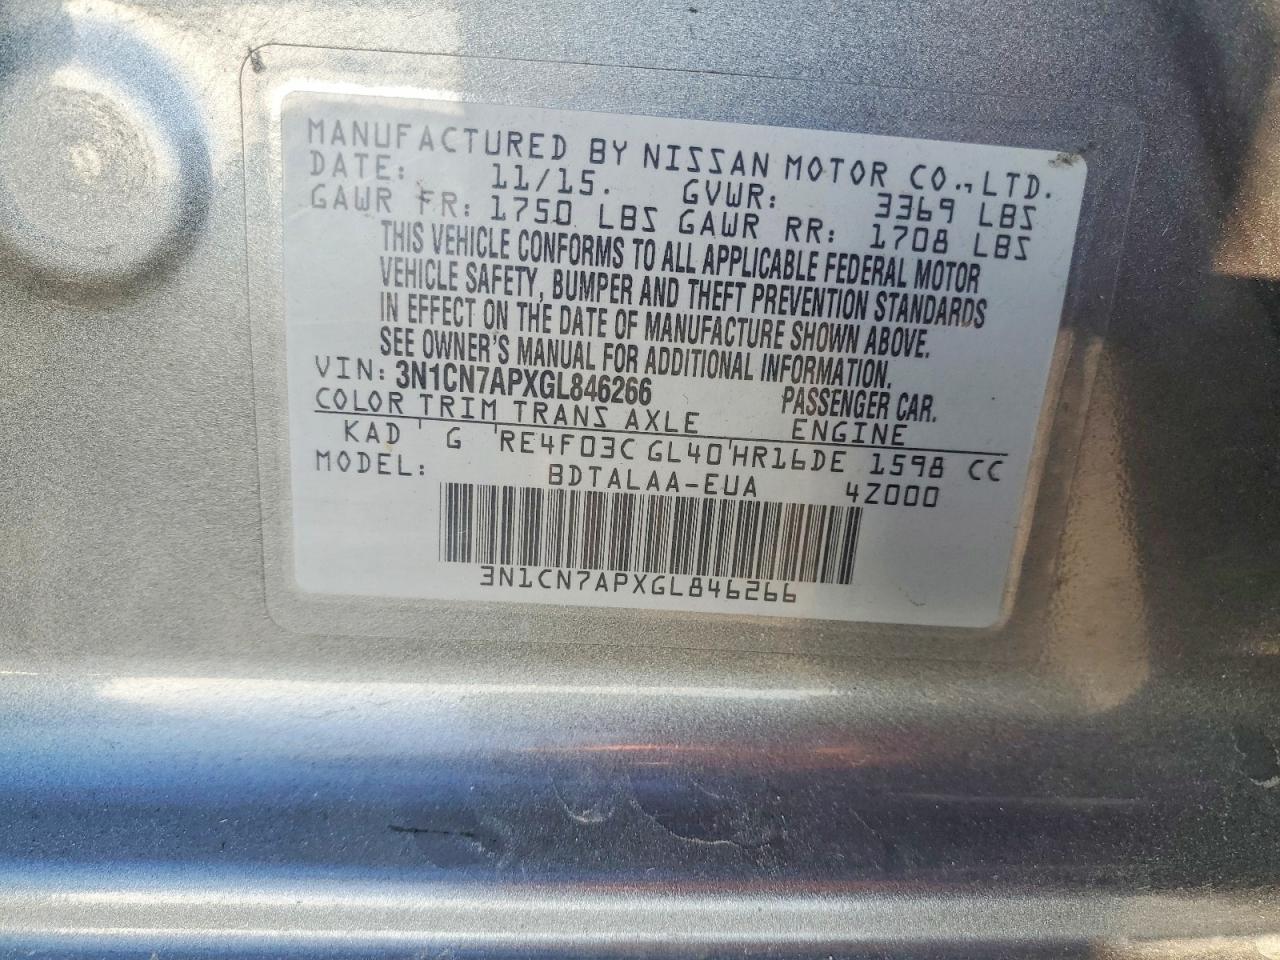 MANUFACTURED BY NISSAN MOTOR CO., LTD.
DATE: 11/15. GVWR: 3369 LBS
GAWR FR: 1750 LBS GAWR RR: 1708 LBS
THIS VEHICLE CONFORMS TO ALL APPLICABLE FEDERAL MOTOR
VEHICLE SAFETY, BUMPER AND THEFT PREVENTION STANDARDS
IN EFFECT ON THE DATE OF MANUFACTURE SHOWN ABOVE.
SEE OWNER'S MANUAL FOR ADDITIONAL INFORMATION.
VIN: 3N1CN7APXGL846266 PASSENGER CAR.
COLOR TRIM TRANS AXLE ENGINE
KAD ' G ' RE4F03C GL40 ' HR16DE 1598 CC
MODEL: BDTALAA-EUA 4Z000
3N1CN7APXGL846266